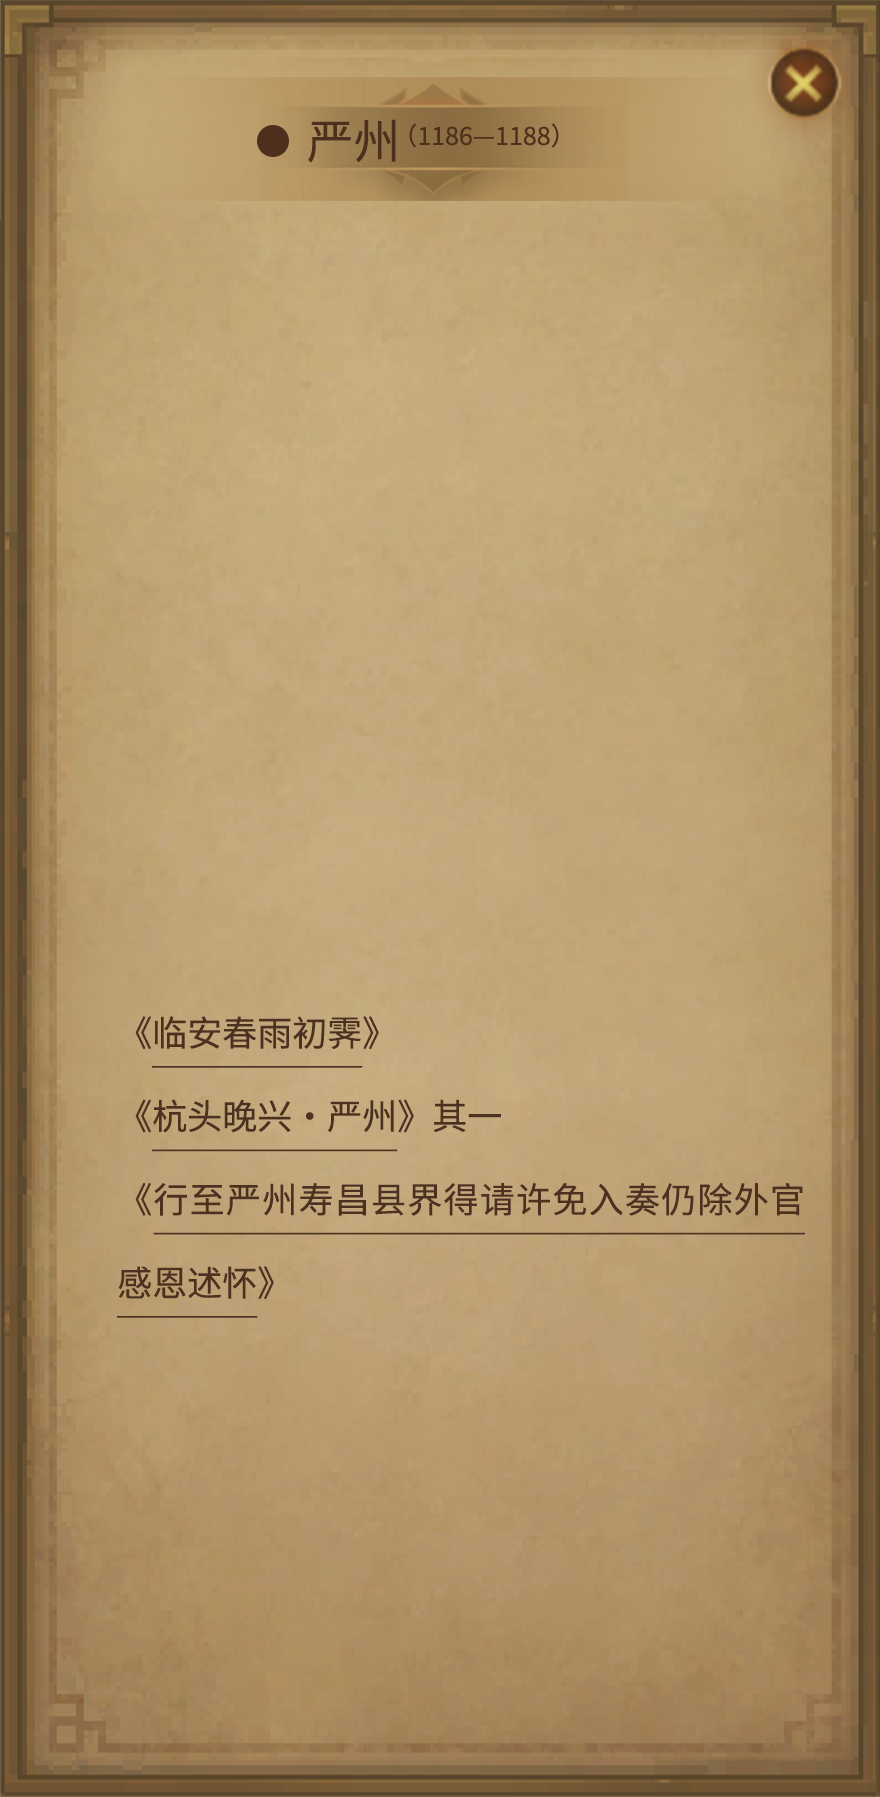 ● 严州（1186—1188）
《临安春雨初霁》
《杭头晚兴·严州》其一
《行至严州寿昌县界得请许免入奏仍除外官
感恩述怀》